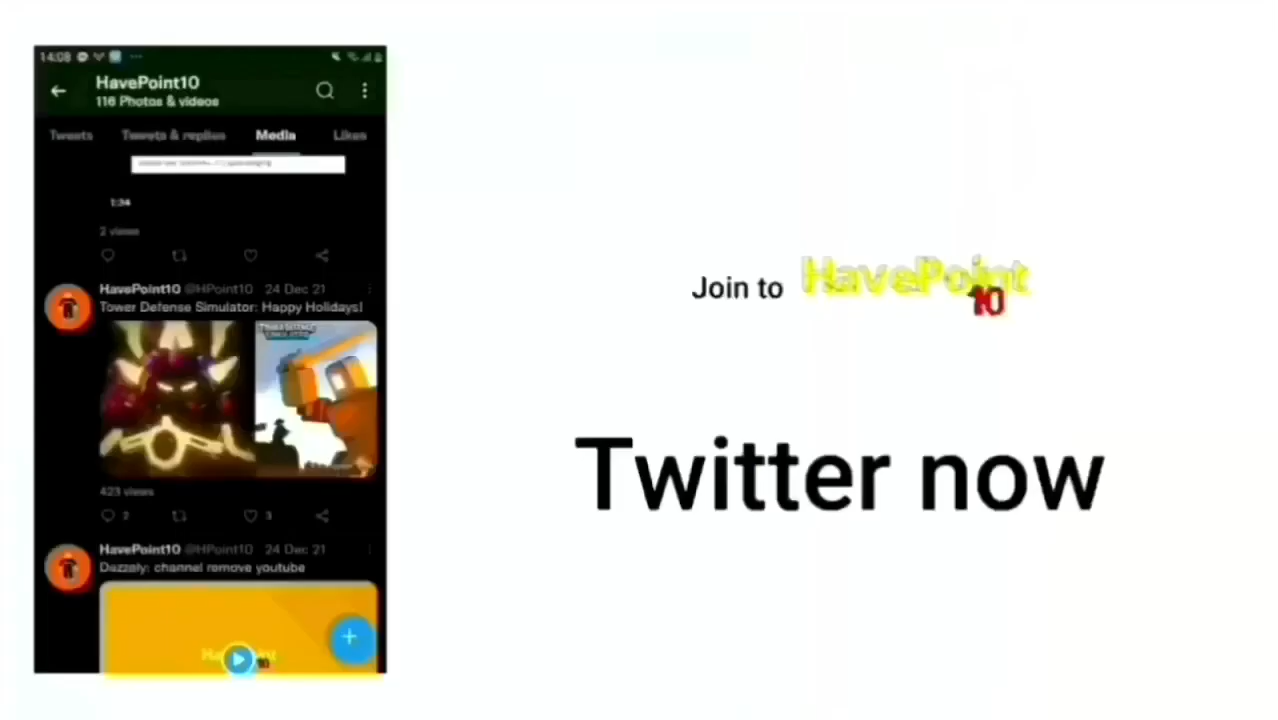 14:08
HavePoint10
116 Photos & videos
Tweets Tweets & replies Media Likes
1:34
2 views
HavePoint10 @HPoint10 24 Dec 21
Tower Defense Simulator: Happy Holidays!
423 views
2 3
HavePoint10 @HPoint10 24 Dec 21
Dazzely: channel remove youtube
Join to HavePoint
10
Twitter now